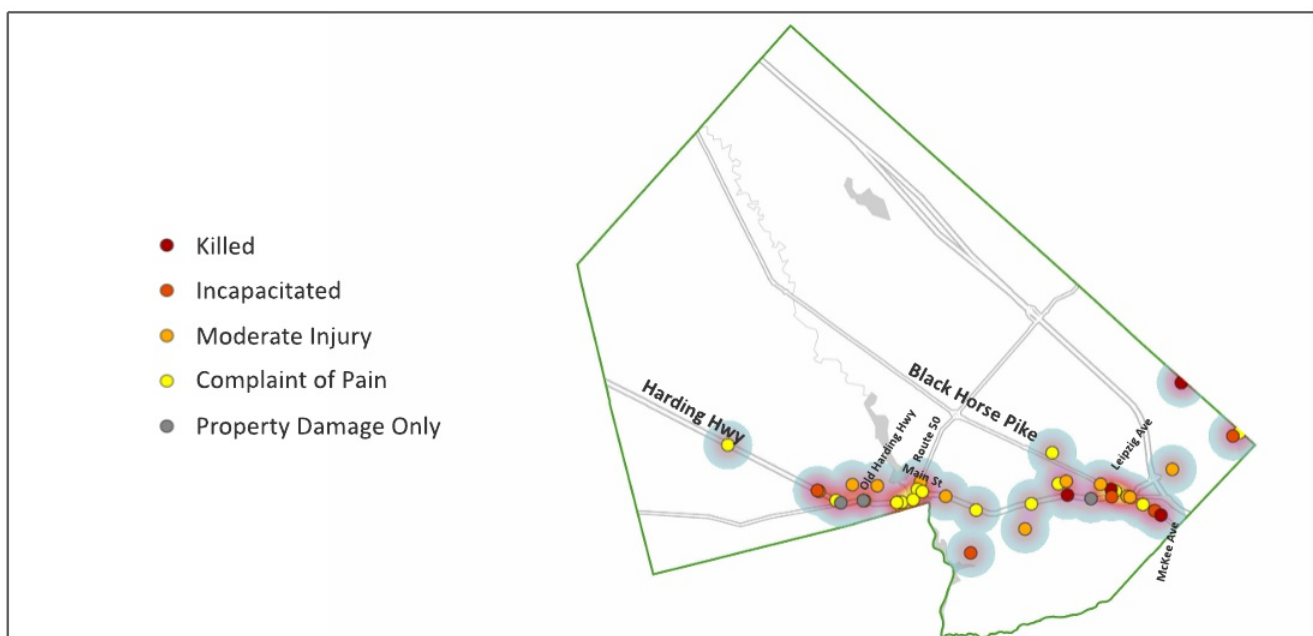 Killed
Incapacitated
Moderate Injury
Complaint of Pain
Property Damage Only
Harding Hwy
Old Harding Hwy
Route 50
Main St
Black Horse Pike
Leipzig Ave
McKee Ave